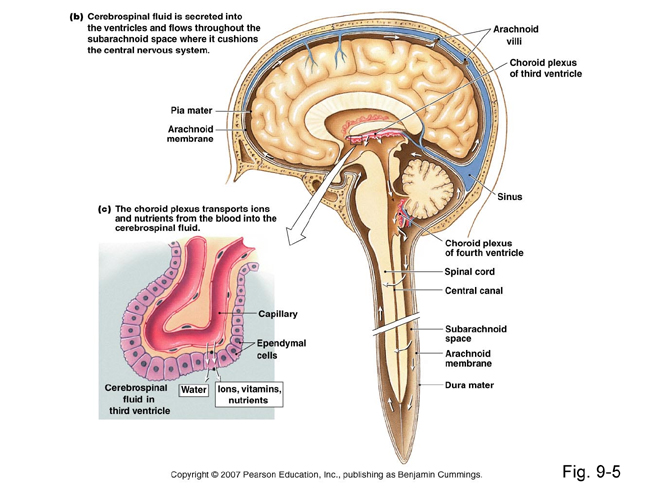 (b) Cerebrospinal fluid is secreted into
the ventricles and flows throughout the
subarachnoid space where it cushions
the central nervous system.
Arachnoid
villi
Choroid plexus
of third ventricle
Pia mater
Arachnoid
membrane
Sinus
(c) The choroid plexus transports ions
and nutrients from the blood into the
cerebrospinal fluid.
Choroid plexus
of fourth ventricle
Spinal cord
Central canal
Capillary
Subarachnoid
space
Ependymal
cells
Arachnoid
membrane
Dura mater
Cerebrospinal
fluid in
third ventricle
Water
Ions, vitamins,
nutrients
Copyright © 2007 Pearson Education, Inc., publishing as Benjamin Cummings.
Fig. 9-5